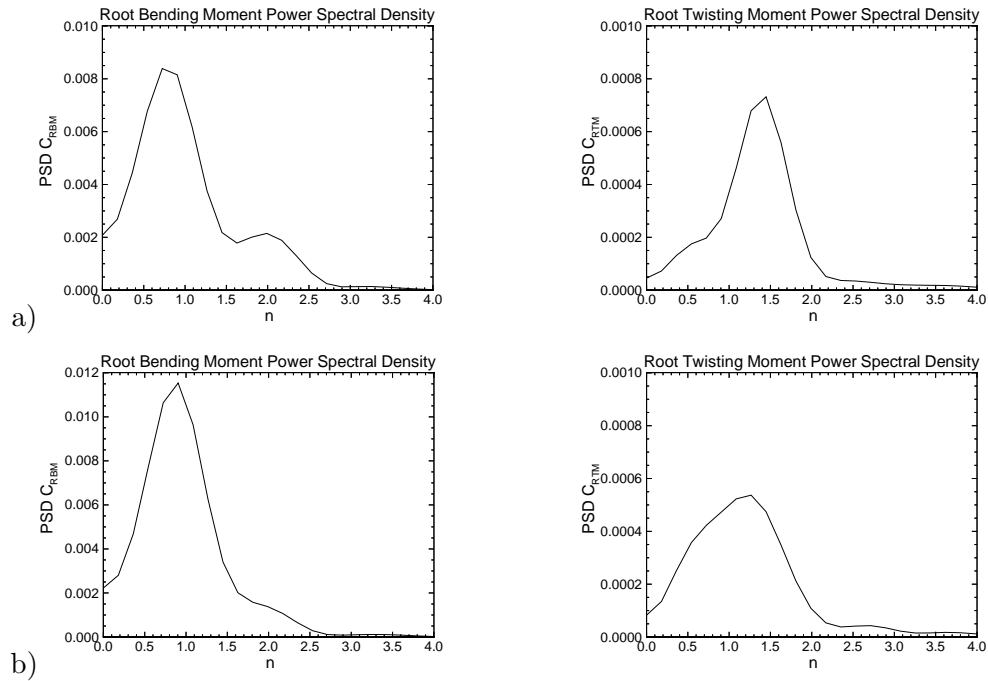 Root Bending Moment Power Spectral Density
0.010
0.008
0.006
0.004
0.002
0.000
PSD C_RBM
0.0 0.5 1.0 1.5 2.0 2.5 3.0 3.5 4.0
n
Root Twisting Moment Power Spectral Density
0.0010
0.0008
0.0006
0.0004
0.0002
0.0000
PSD C_RTM
0.0 0.5 1.0 1.5 2.0 2.5 3.0 3.5 4.0
n
a)
Root Bending Moment Power Spectral Density
0.012
0.010
0.008
0.006
0.004
0.002
0.000
PSD C_RBM
0.0 0.5 1.0 1.5 2.0 2.5 3.0 3.5 4.0
n
Root Twisting Moment Power Spectral Density
0.0010
0.0008
0.0006
0.0004
0.0002
0.0000
PSD C_RTM
0.0 0.5 1.0 1.5 2.0 2.5 3.0 3.5 4.0
n
b)